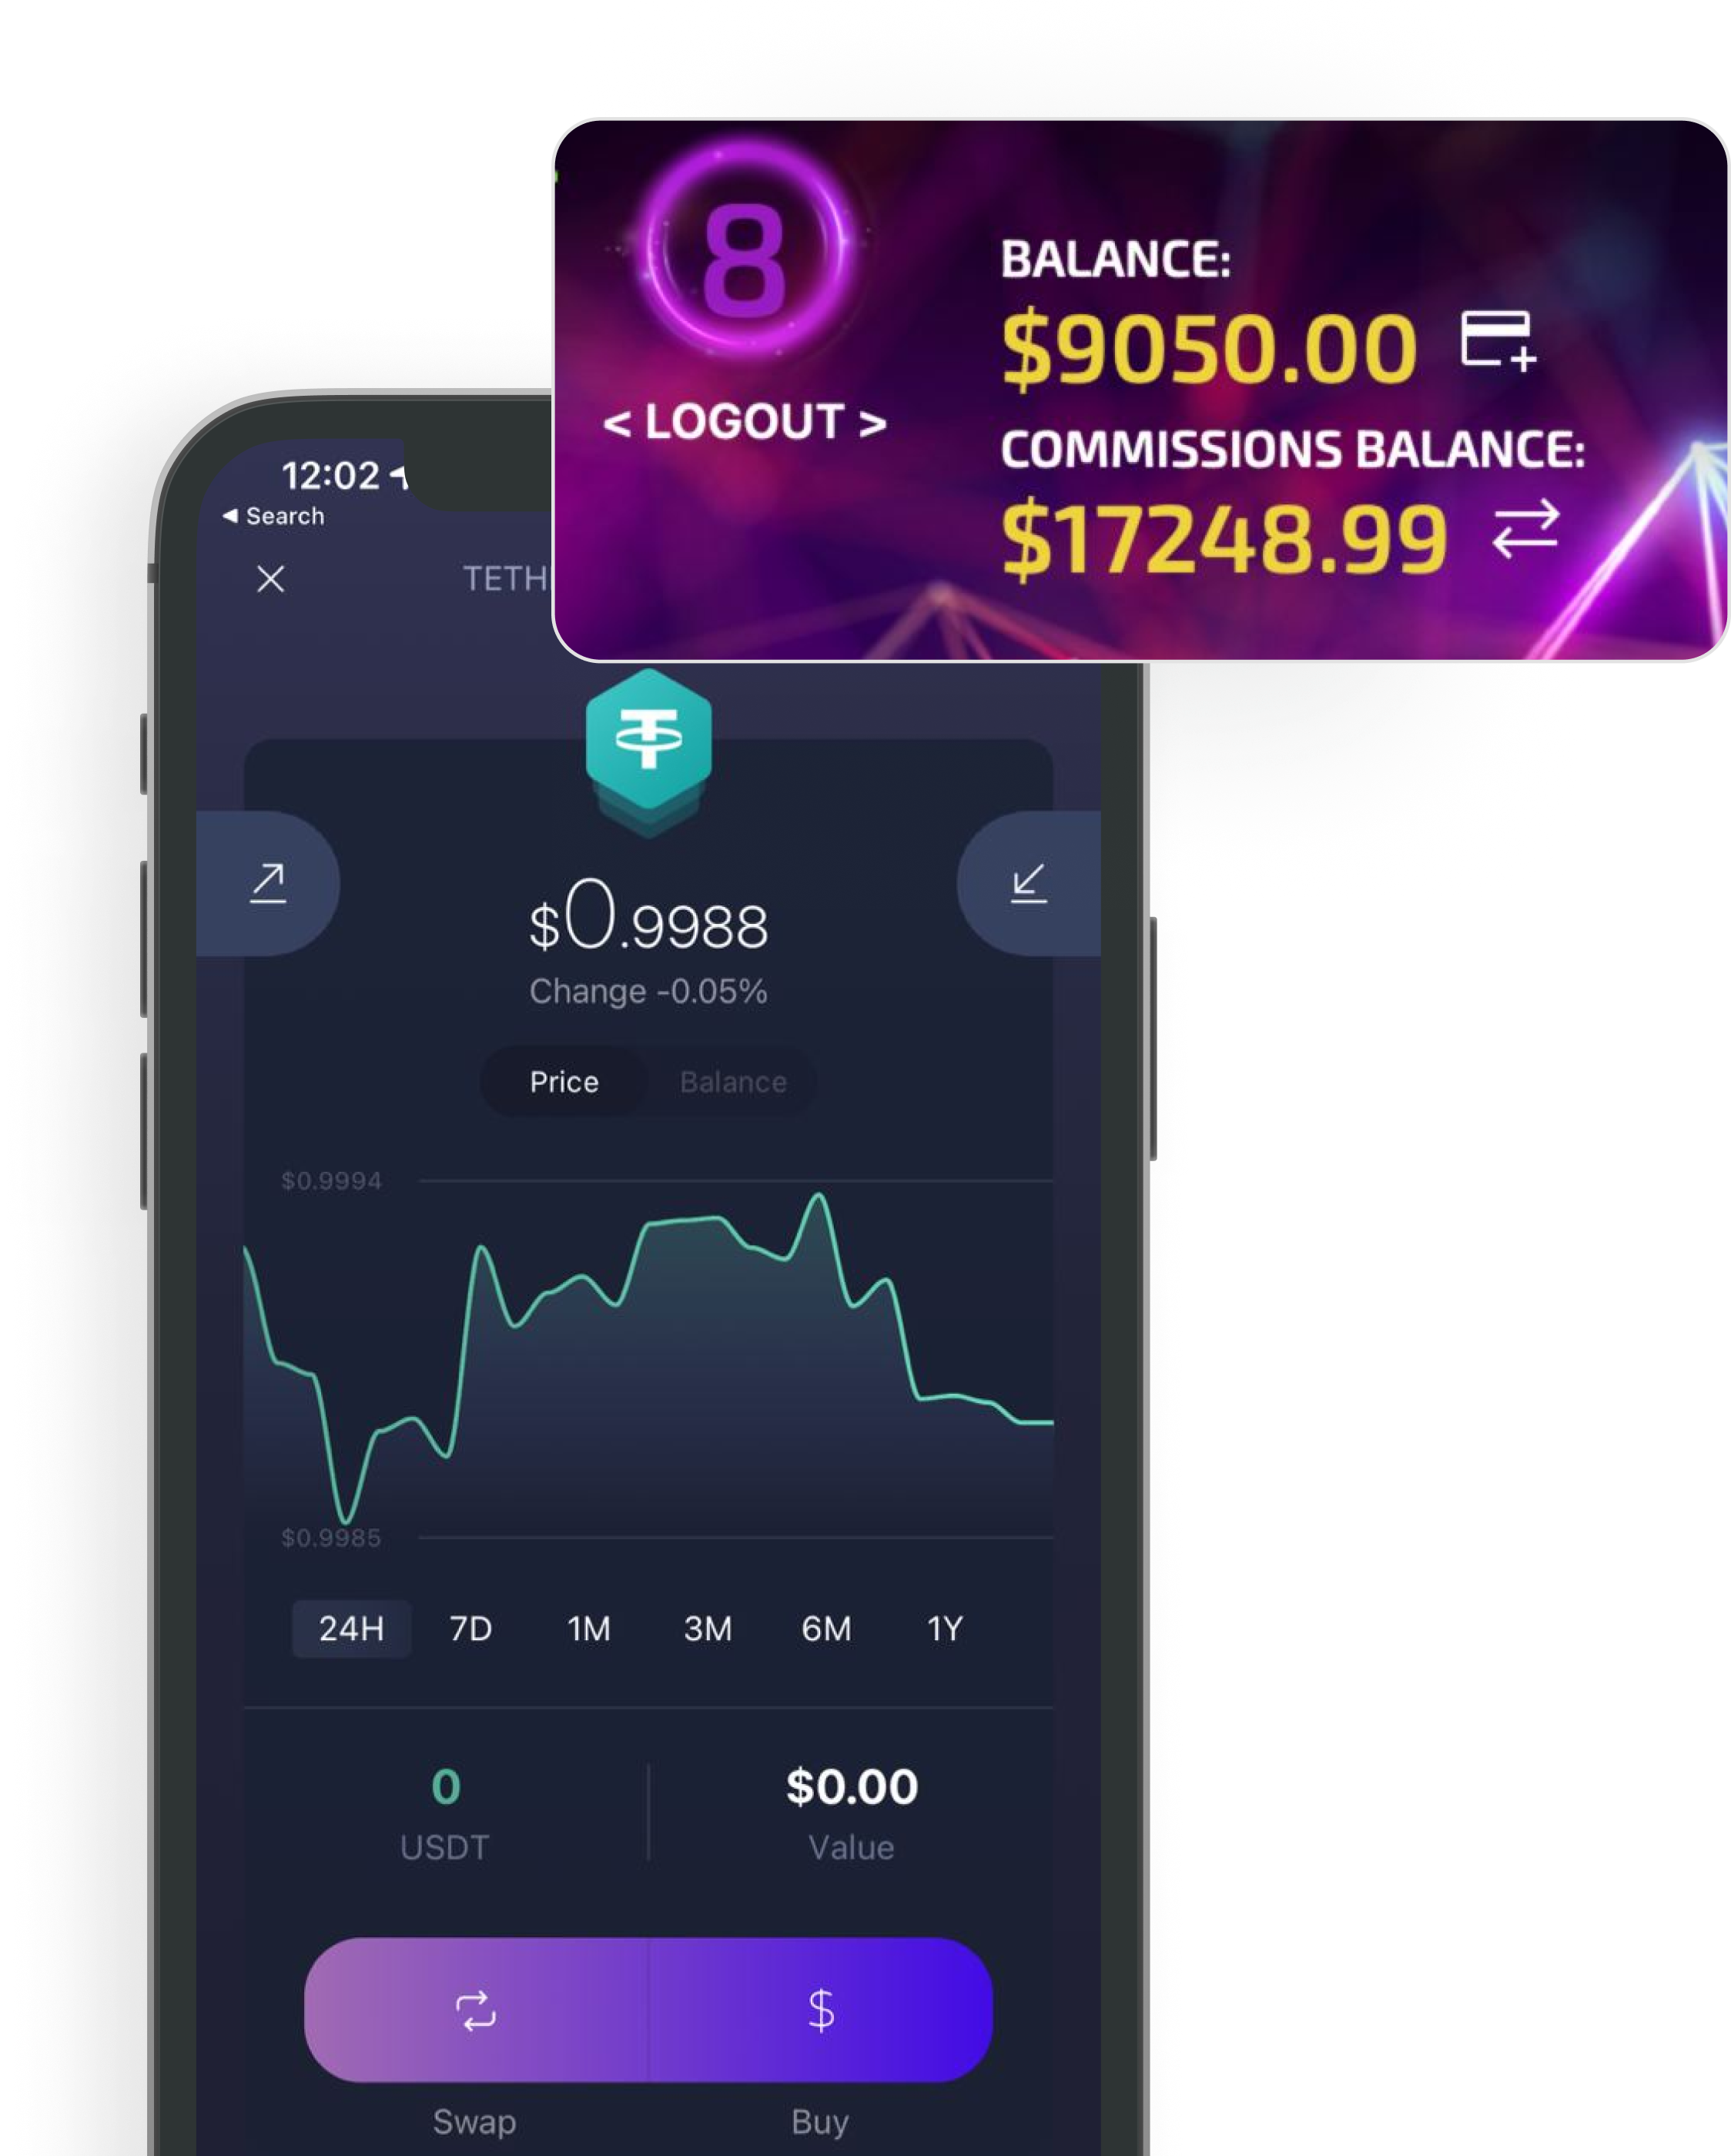 8
< LOGOUT >
BALANCE:
$9050.00
COMMISSIONS BALANCE:
$17248.99
12:02
Search
TETH
$0.9988
Change -0.05%
Price Balance
$0.9994
$0.9985
24H 7D 1M 3M 6M 1Y
0 $0.00
USDT Value
$
Swap Buy